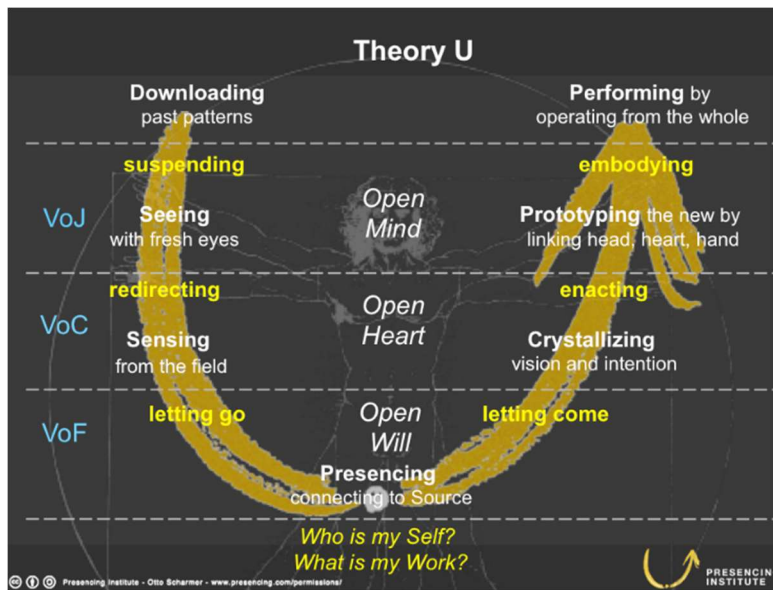 Theory U
Downloading
past patterns
Performing by
operating from the whole
suspending
embodying
VoJ
Seeing
with fresh eyes
Open
Mind
Prototyping the new by
linking head, heart, hand
redirecting
enacting
VoC
Sensing
from the field
Open
Heart
Crystallizing
vision and intention
letting go
Open
Will
letting come
VoF
Presencing
connecting to Source
Who is my Self?
What is my Work?
Presencing Institute - Otto Scharmer - www.presencing.com/permissions/
PRESENCING
INSTITUTE